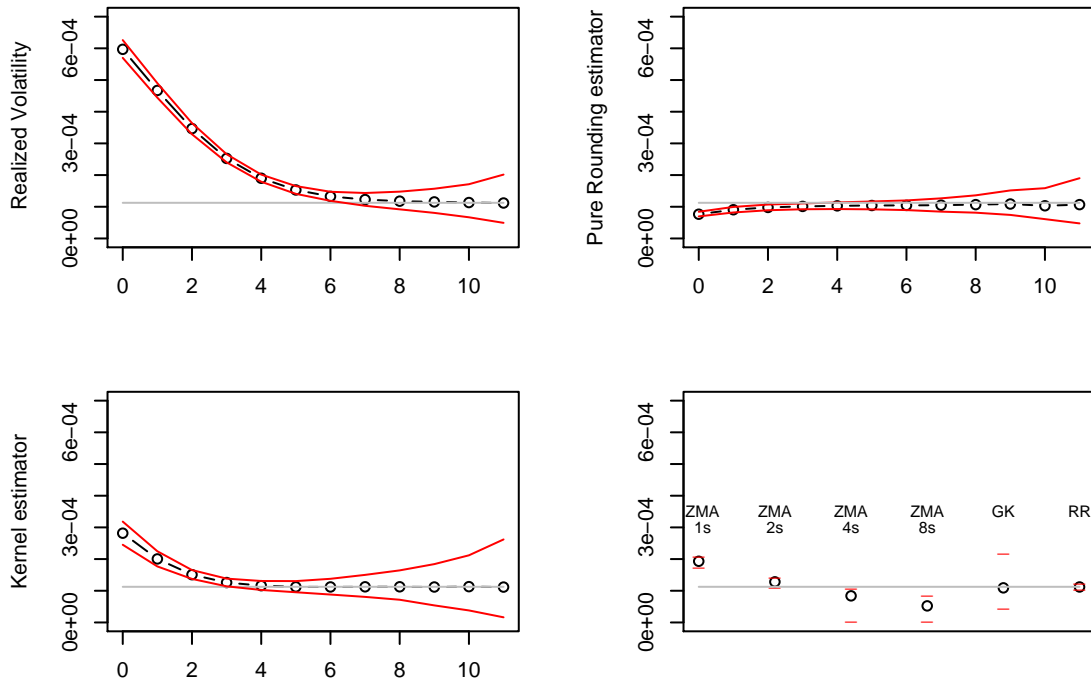 Realized Volatility
6e−04
3e−04
0e+00
0 2 4 6 8 10
Pure Rounding estimator
6e−04
3e−04
0e+00
0 2 4 6 8 10
Kernel estimator
6e−04
3e−04
0e+00
0 2 4 6 8 10
6e−04
3e−04
0e+00
ZMA ZMA ZMA ZMA GK RR
1s 2s 4s 8s